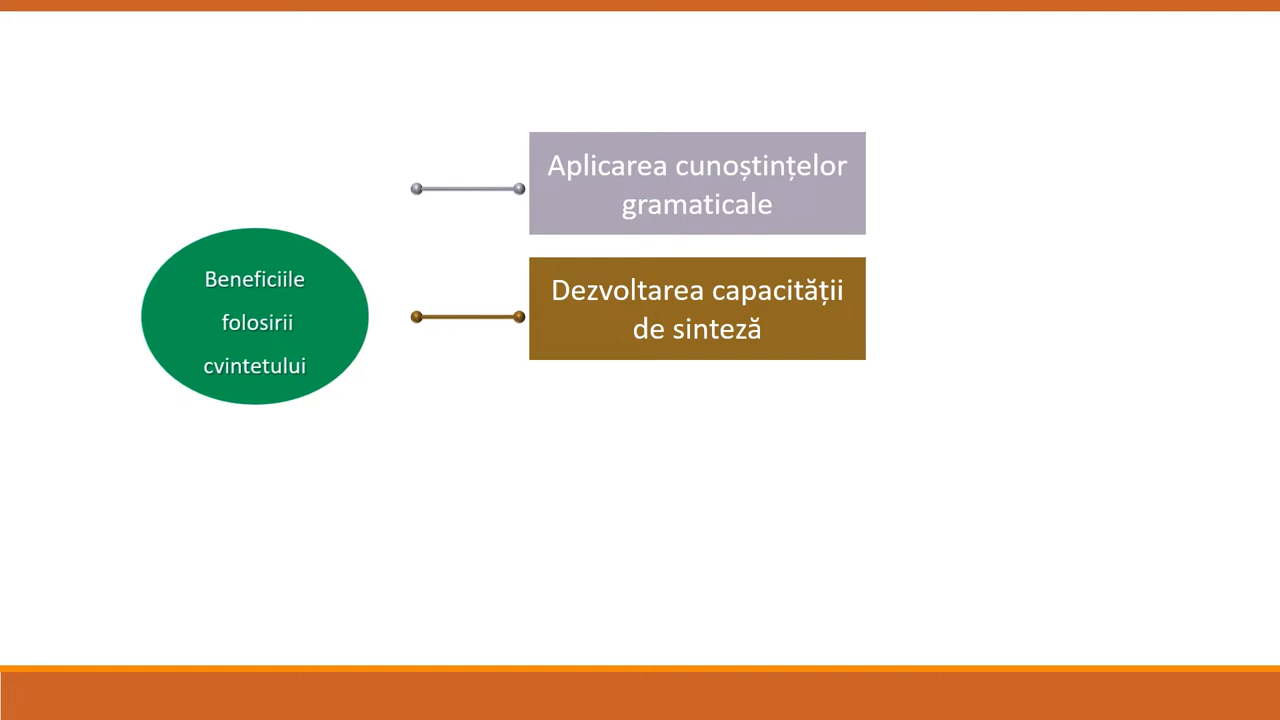 Aplicarea cunoștințelor
gramaticale
Beneficiile
folosirii
cvintetului
Dezvoltarea capacității
de sinteză